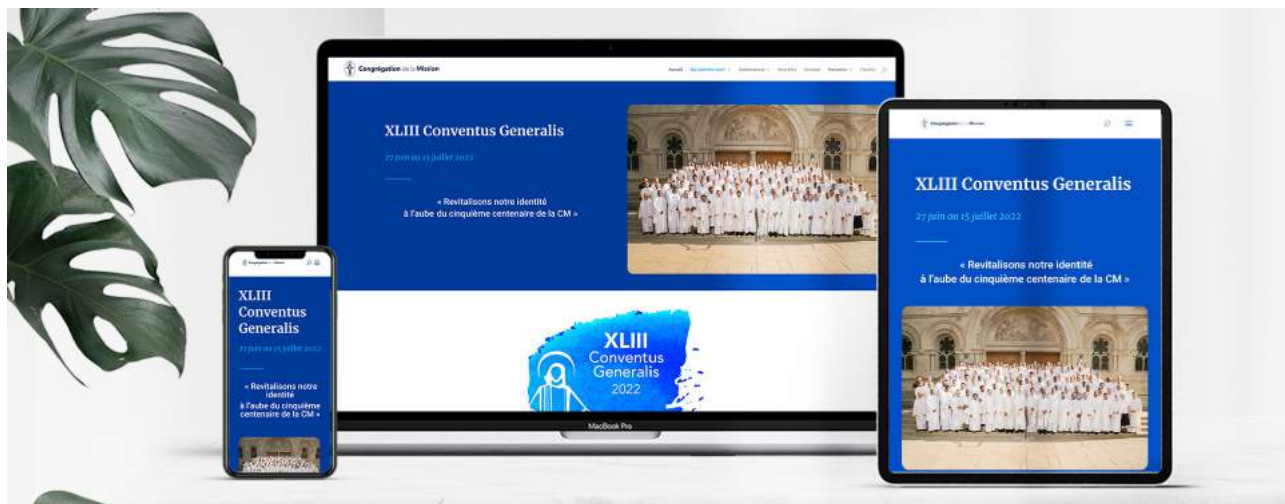 Congrégation de la Mission
Accueil
XLIII Conventus Generalis
27 juin au 15 juillet 2022
« Revitalisons notre identité
à l'aube du cinquième centenaire de la CM »
XLIII
Conventus
Generalis
2022
MacBook Pro
XLIII
Conventus
Generalis
27 juin au 15 juillet 2022
« Revitalisons notre
identité
à l'aube du cinquième
centenaire de la CM »
XLIII Conventus Generalis
27 juin au 15 juillet 2022
« Revitalisons notre identité
à l'aube du cinquième centenaire de la CM »